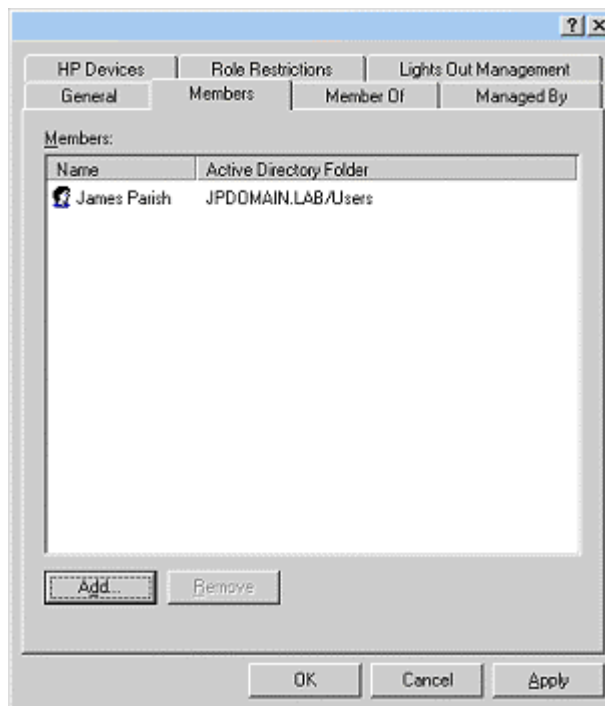 HP Devices Role Restrictions Lights Out Management
General Members Member Of Managed By
Members:
Name Active Directory Folder
James Parish JPDOMAIN.LAB/Users
Add... Remove
OK Cancel Apply